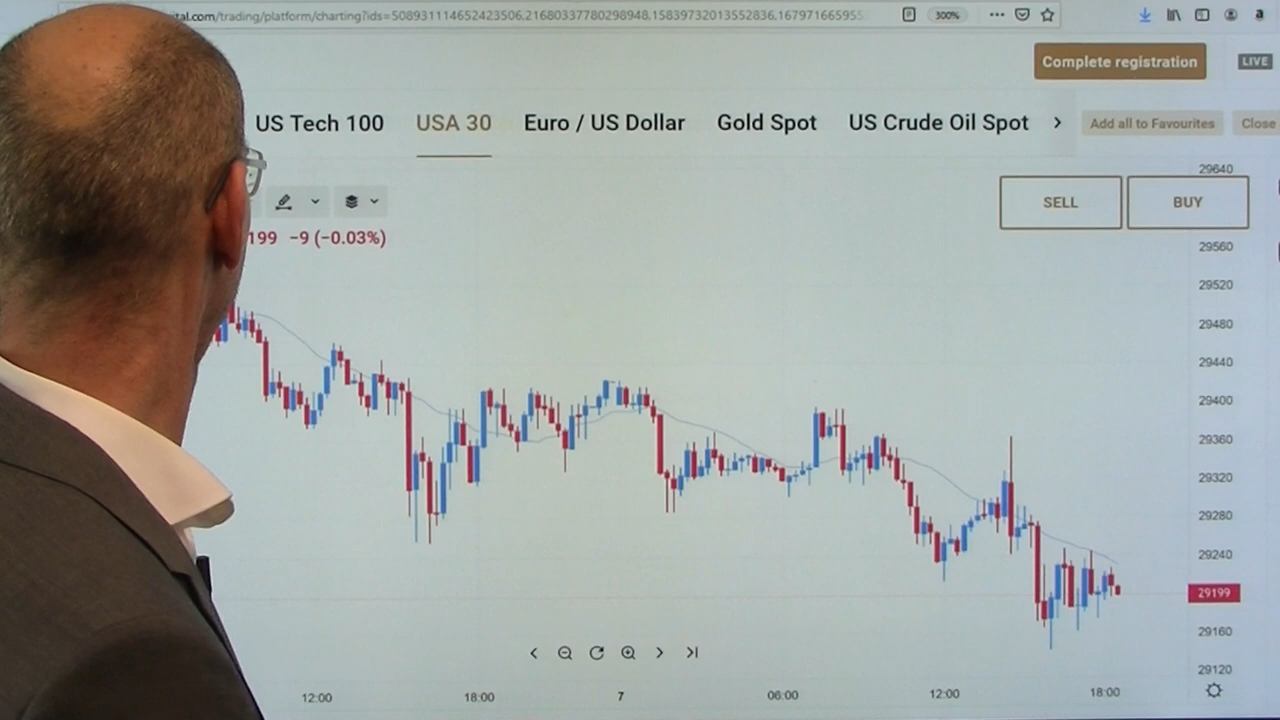 ital.com/trading/platform/charting?ids=508931114652423506,21680337780298948,15839732013552836,167971665955 300%
Complete registration LIVE
US Tech 100 USA 30 Euro / US Dollar Gold Spot US Crude Oil Spot > Add all to Favourites Close
29640
SELL BUY
199 −9 (−0.03%)
29560
29520
29480
29440
29400
29360
29320
29280
29240
29199
29160
29120
12:00 18:00 7 06:00 12:00 18:00